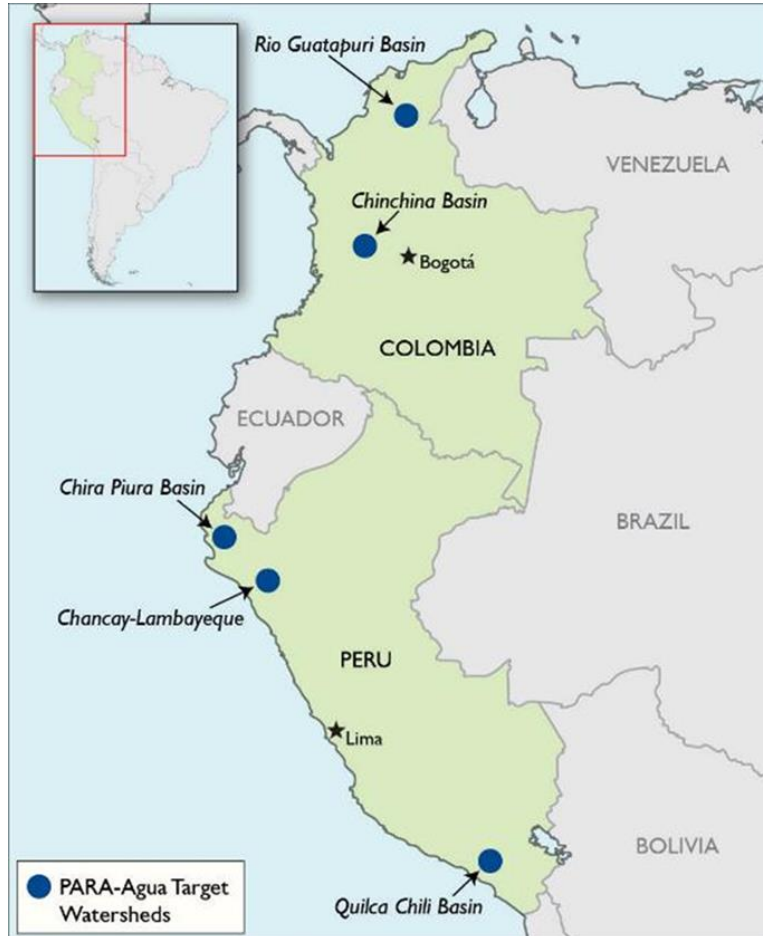 Rio Guatapuri Basin
VENEZUELA
Chinchina Basin
Bogotá
COLOMBIA
ECUADOR
Chira Piura Basin
BRAZIL
Chancay-Lambayeque
PERU
Lima
BOLIVIA
PARA-Agua Target
Watersheds
Quilca Chili Basin